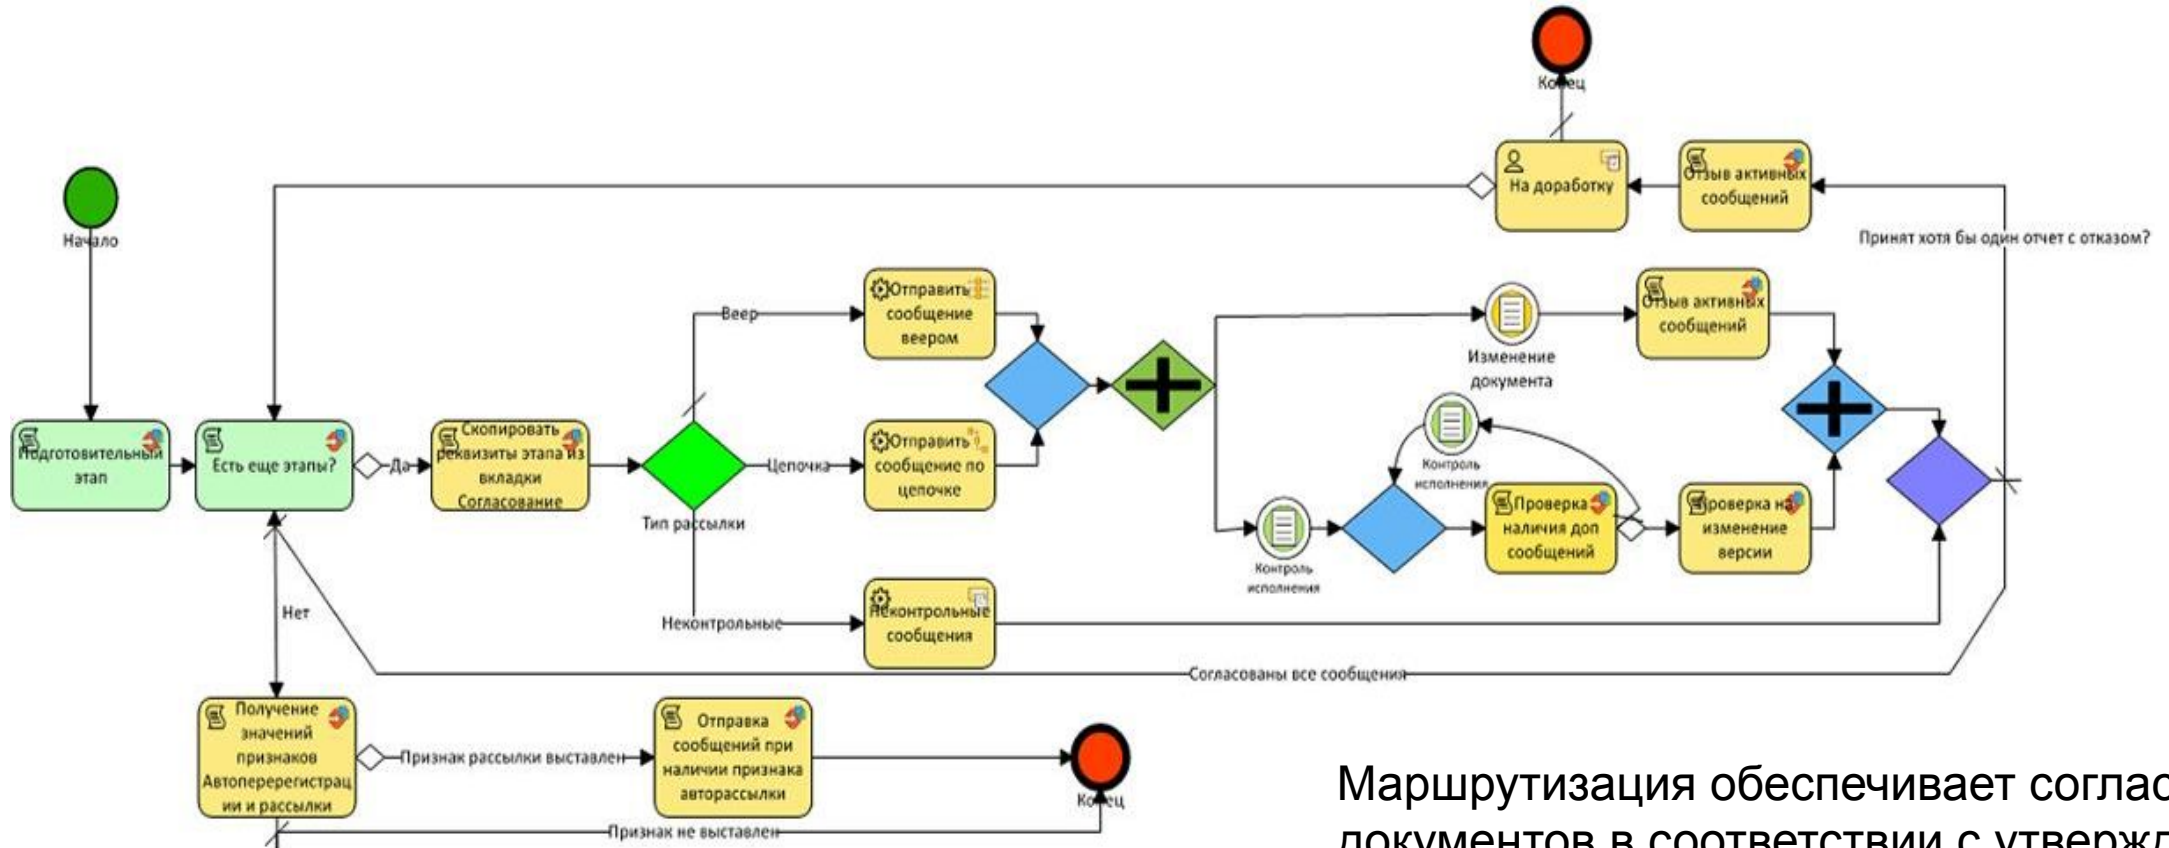 Конец
На доработку
Отзыв активных
сообщений
Начало
Принят хотя бы один отчет с отказом?
Веер
Отправить
сообщение
веером
Изменение
документа
Отзыв активных
сообщений
Подготовительный
этап
Есть еще этапы?
Да
Скопировать
реквизиты этапа из
вкладки
Согласование
Тип рассылки
Цепочка
Отправить
сообщение по
цепочке
Контроль
исполнения
Контроль
исполнения
Проверка
наличия доп
сообщений
Проверка на
изменение
версии
Нет
Неконтрольные
Неконтрольные
сообщения
Согласованы все сообщения
Получение
значений
признаков
Автоперерегистрац
ии и рассылки
Признак рассылки выставлен
Отправка
сообщений при
наличии признака
авторассылки
Конец
Признак не выставлен
Маршрутизация обеспечивает
документов в соответствии с